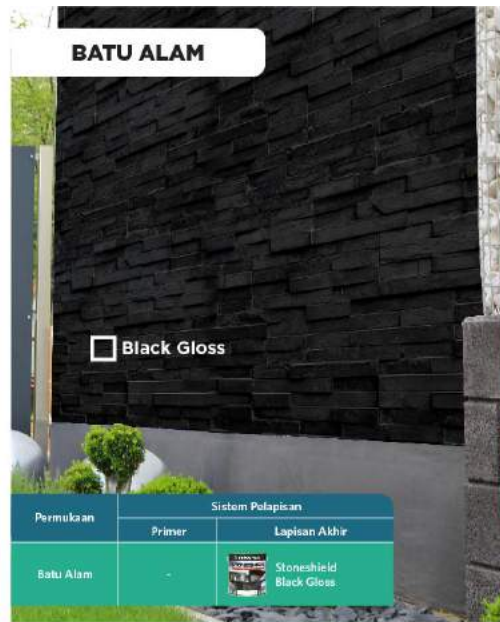 BATU ALAM
Black Gloss
Permukaan
Sistem Pelapisan
Primer
Lapisan Akhir
Batu Alam
-
Stoneshield
Black Gloss